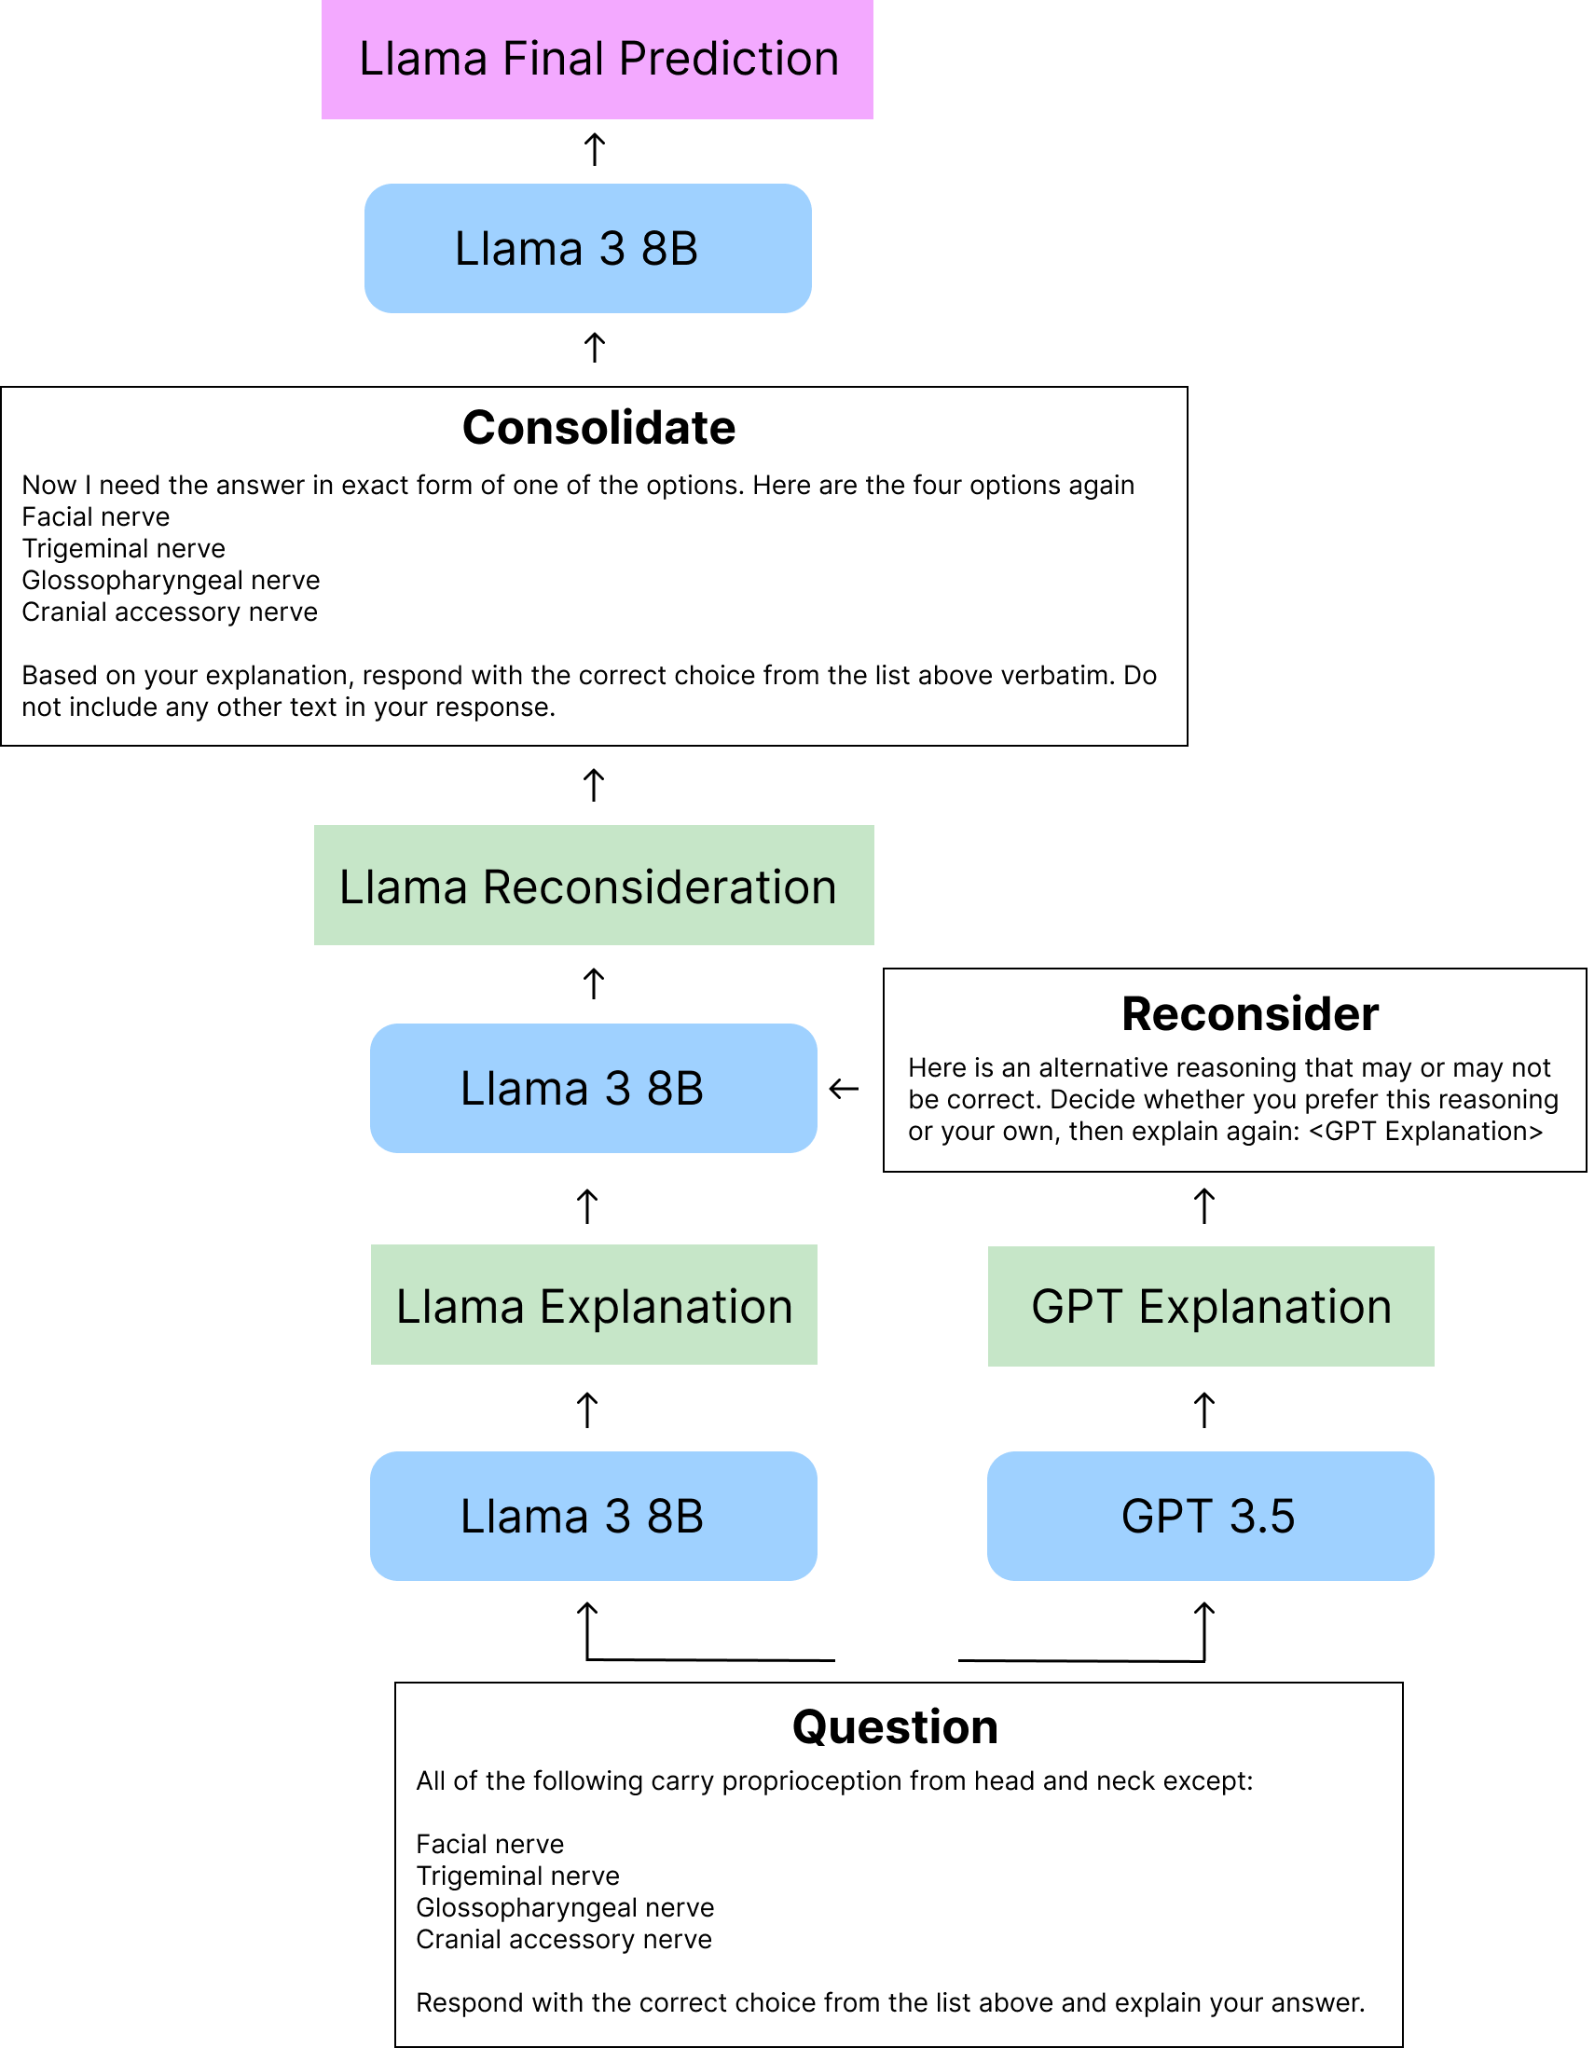 Llama Final Prediction
Llama 3 8B
Consolidate
Now I need the answer in exact form of one of the options. Here are the four options again
Facial nerve
Trigeminal nerve
Glossopharyngeal nerve
Cranial accessory nerve
Based on your explanation, respond with the correct choice from the list above verbatim. Do
not include any other text in your response.
Llama Reconsideration
Llama 3 8B
Reconsider
Here is an alternative reasoning that may or may not
be correct. Decide whether you prefer this reasoning
or your own, then explain again: <GPT Explanation>
Llama Explanation
GPT Explanation
Llama 3 8B
GPT 3.5
Question
All of the following carry proprioception from head and neck except:
Facial nerve
Trigeminal nerve
Glossopharyngeal nerve
Cranial accessory nerve
Respond with the correct choice from the list above and explain your answer.